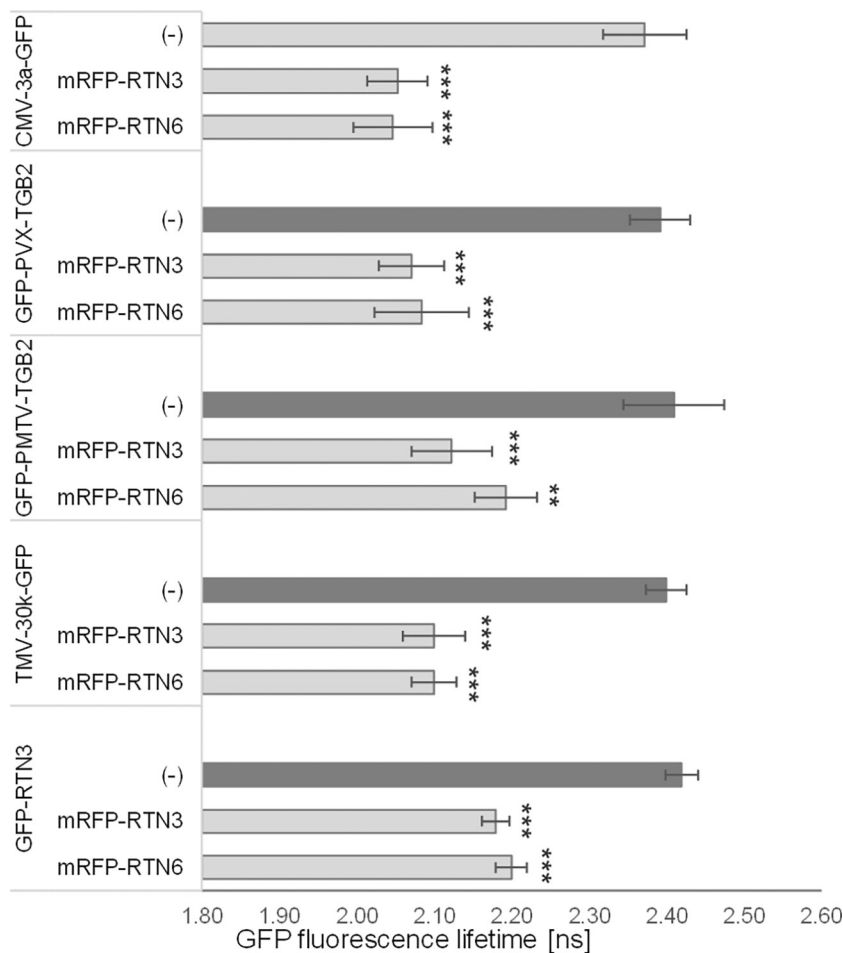 CMV-3a-GFP
(-)
mRFP-RTN3
***
mRFP-RTN6
***
GFP-PVX-TGB2
(-)
mRFP-RTN3
***
mRFP-RTN6
***
GFP-PMTV-TGB2
(-)
mRFP-RTN3
***
mRFP-RTN6
**
TMV-30k-GFP
(-)
mRFP-RTN3
***
mRFP-RTN6
***
GFP-RTN3
(-)
mRFP-RTN3
***
mRFP-RTN6
***
1.80 1.90 2.00 2.10 2.20 2.30 2.40 2.50 2.60
GFP fluorescence lifetime [ns]